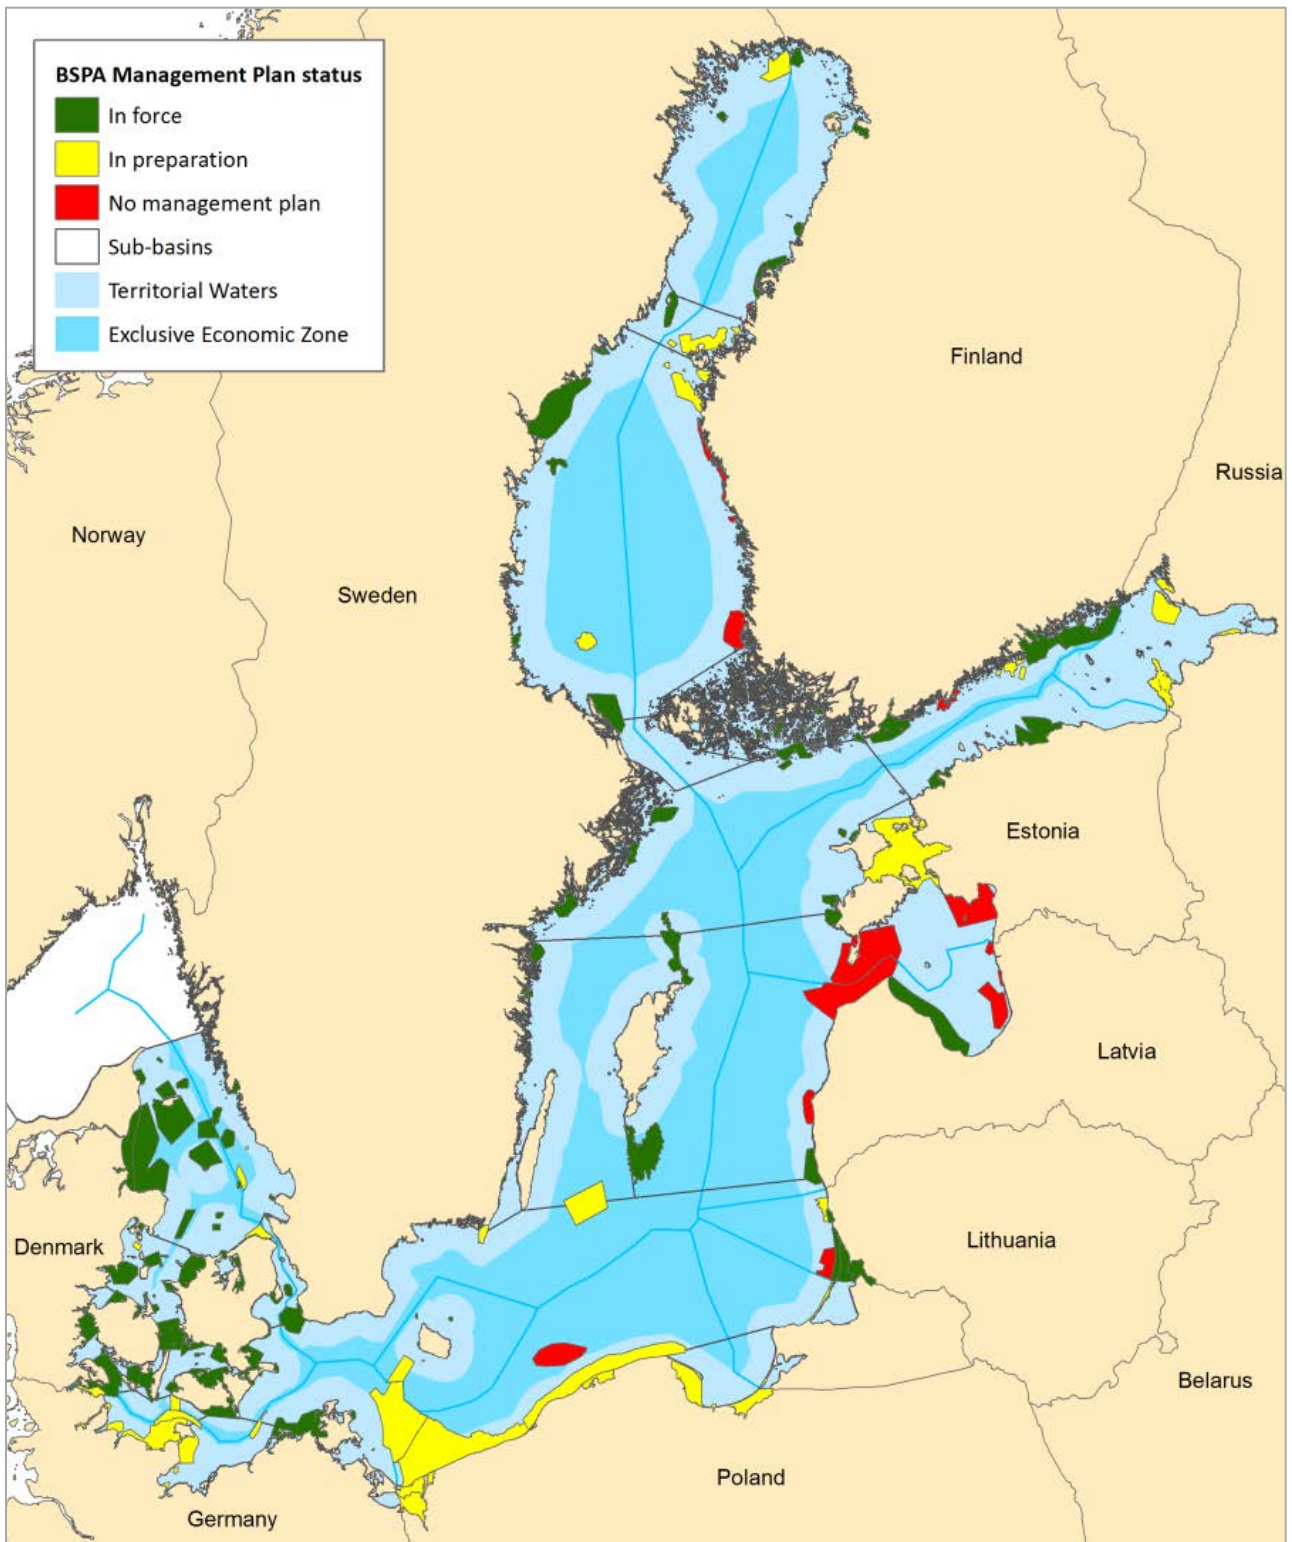 BSPA Management Plan status
In force
In preparation
No management plan
Sub-basins
Territorial Waters
Exclusive Economic Zone
Finland
Russia
Norway
Sweden
Estonia
Latvia
Denmark
Lithuania
Belarus
Poland
Germany